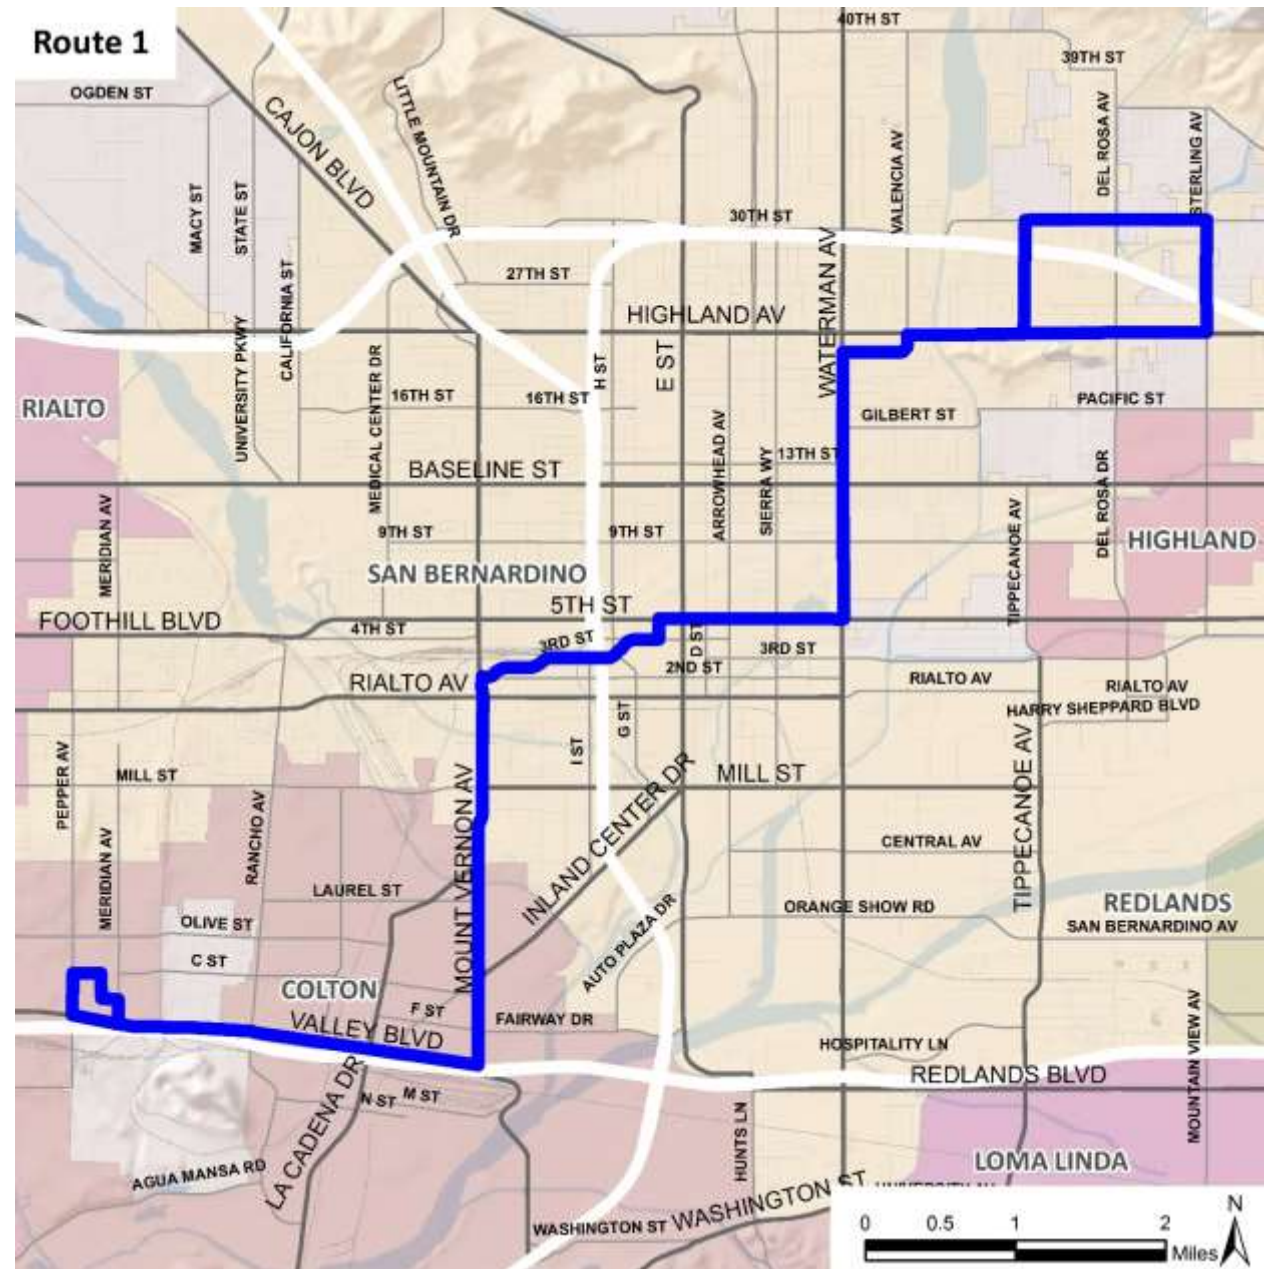 Route 1
40TH ST
39TH ST
OGDEN ST
CAJON BLVD
LITTLE MOUNTAIN DR
VALENCIA AV
DEL ROSA AV
STERLING AV
MACY ST
STATE ST
30TH ST
WATERMAN AV
27TH ST
CALIFORNIA ST
HIGHLAND AV
UNIVERSITY PKWY
MEDICAL CENTER DR
H ST
E ST
RIALTO
16TH ST
16TH ST
PACIFIC ST
GILBERT ST
ARROWHEAD AV
SIERRA WY
13TH ST
BASELINE ST
MERIDIAN AV
9TH ST
9TH ST
TIPPECANOE AV
DEL ROSA DR
HIGHLAND
SAN BERNARDINO
5TH ST
FOOTHILL BLVD
4TH ST
3RD ST
D ST
3RD ST
2ND ST
RIALTO AV
RIALTO AV
RIALTO AV
HARRY SHEPPARD BLVD
G ST
I ST
PEPPER AV
MILL ST
MILL ST
MERIDIAN AV
RANCHO AV
MOUNT VERNON AV
INLAND CENTER DR
TIPPECANOE AV
CENTRAL AV
LAUREL ST
ORANGE SHOW RD
REDLANDS
SAN BERNARDINO AV
OLIVE ST
AUTO PLAZA DR
C ST
COLTON
F ST
FAIRWAY DR
VALLEY BLVD
HOSPITALITY LN
MOUNTAIN VIEW AV
REDLANDS BLVD
LA CADENA DR
N ST
M ST
HUNTS LN
AGUA MANSA RD
LOMA LINDA
WASHINGTON ST
WASHINGTON ST
N
0 0.5 1 2
Miles